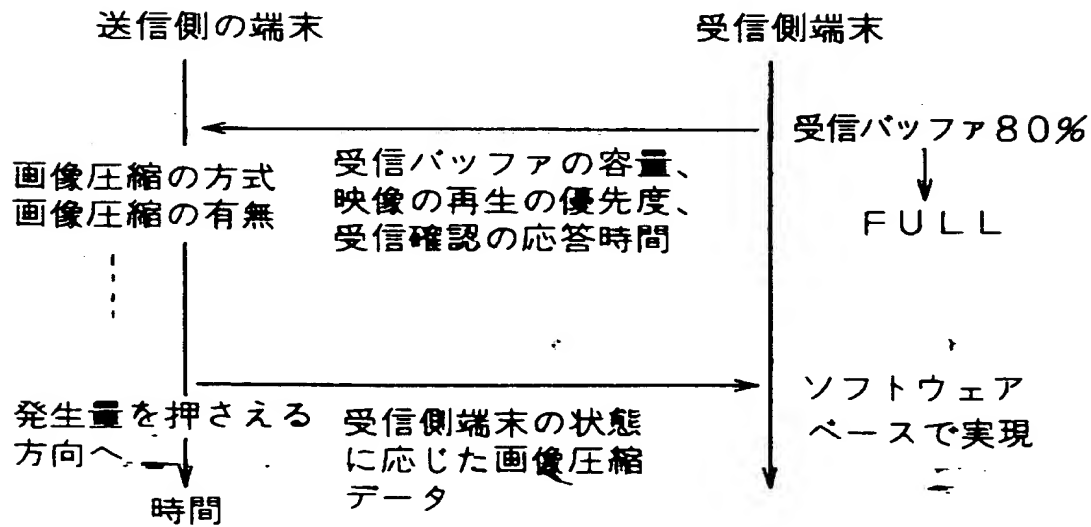 送信側の端末
受信側端末
受信バッファ80%
FULL
受信バッファの容量、
映像の再生の優先度、
受信確認の応答時間
画像圧縮の方式
画像圧縮の有無
発生量を押さえる
方向へ
受信側端末の状態
に応じた画像圧縮
データ
ソフトウェア
ベースで実現
時間